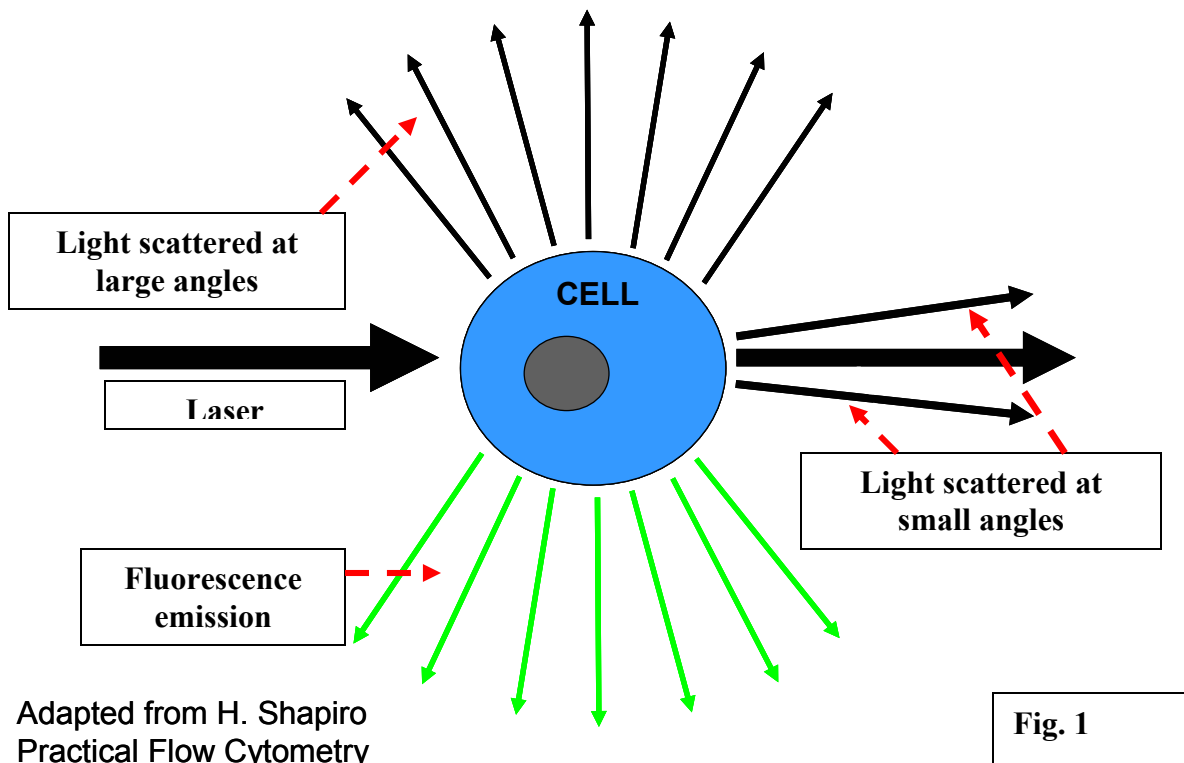 Light scattered at
large angles
CELL
Laser
Light scattered at
small angles
Fluorescence
emission
Adapted from H. Shapiro
Practical Flow Cytometry
Fig. 1